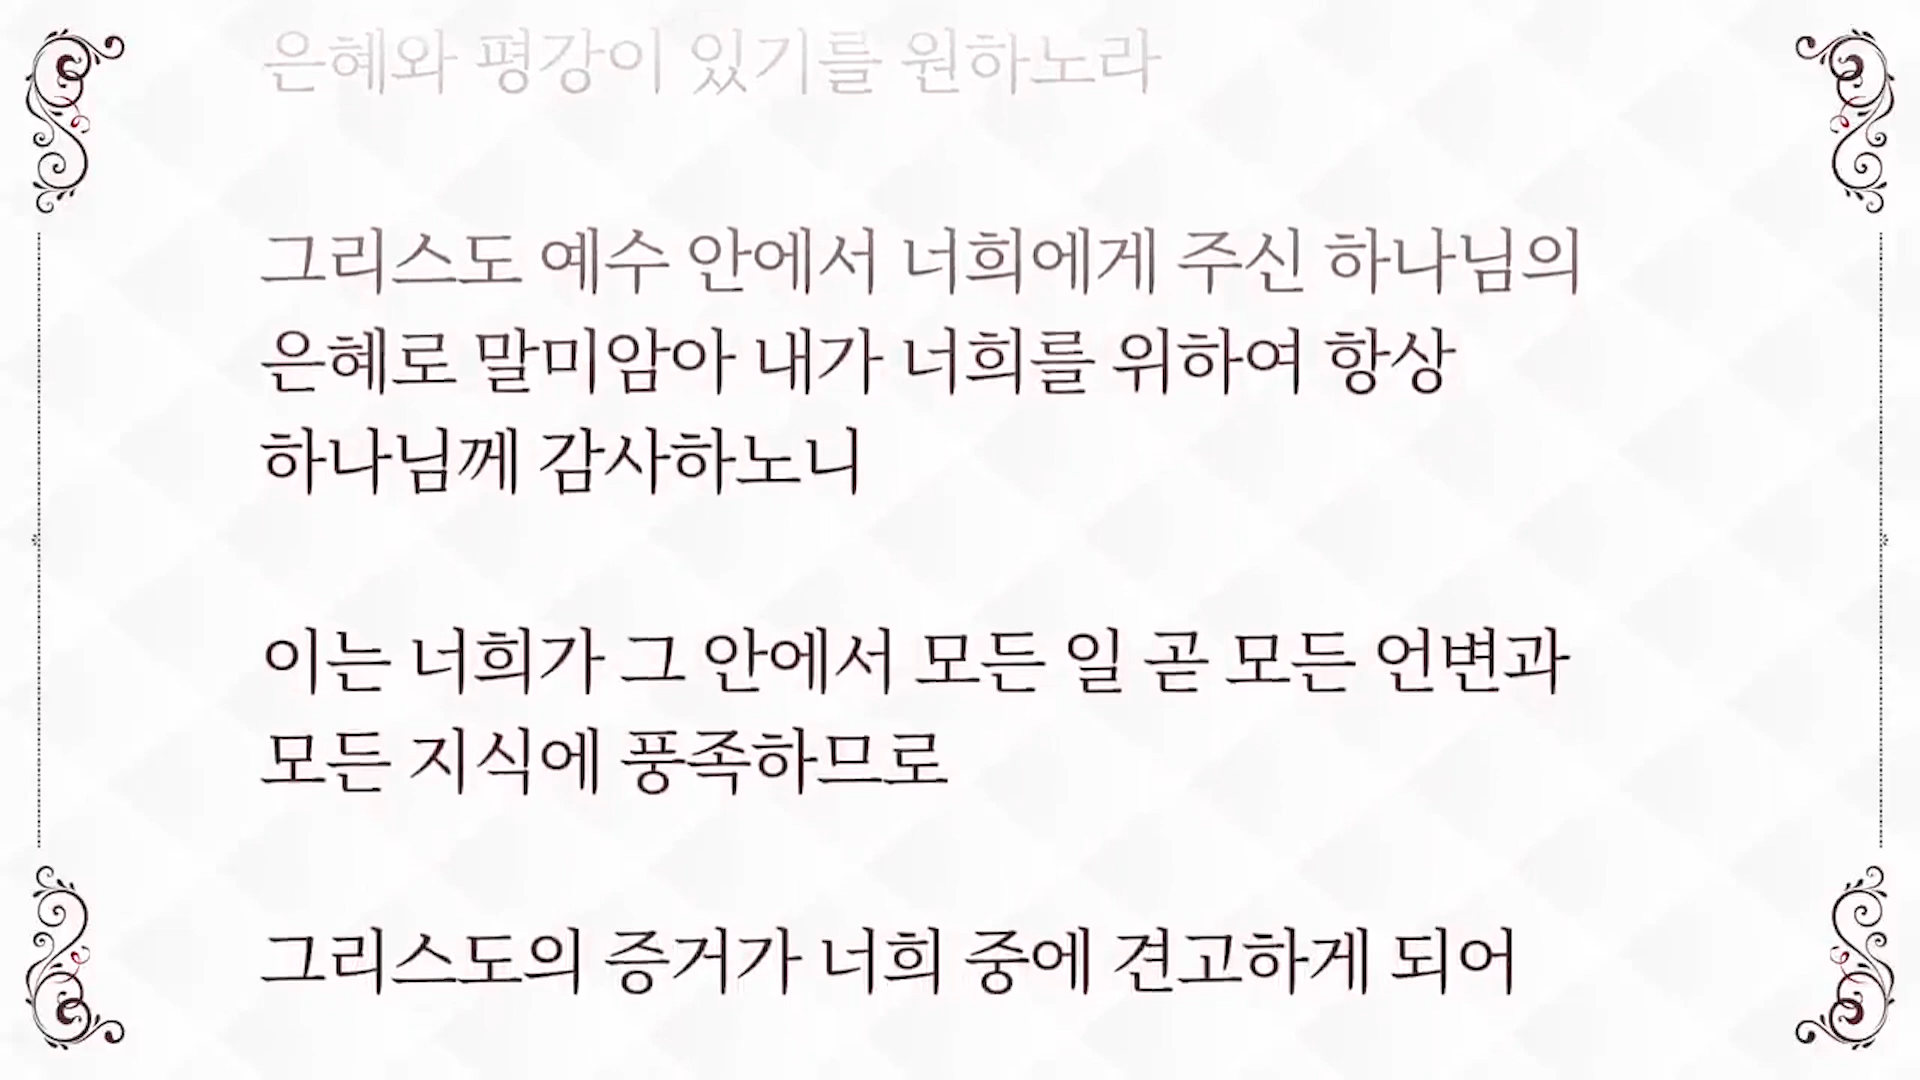 은혜와 평강이 있기를 원하노라
그리스도 예수 안에서 너희에게 주신 하나님의
은혜로 말미암아 내가 너희를 위하여 항상
하나님께 감사하노니
이는 너희가 그 안에서 모든 일 곧 모든 언변과
모든 지식에 풍족하므로
그리스도의 증거가 너희 중에 견고하게 되어